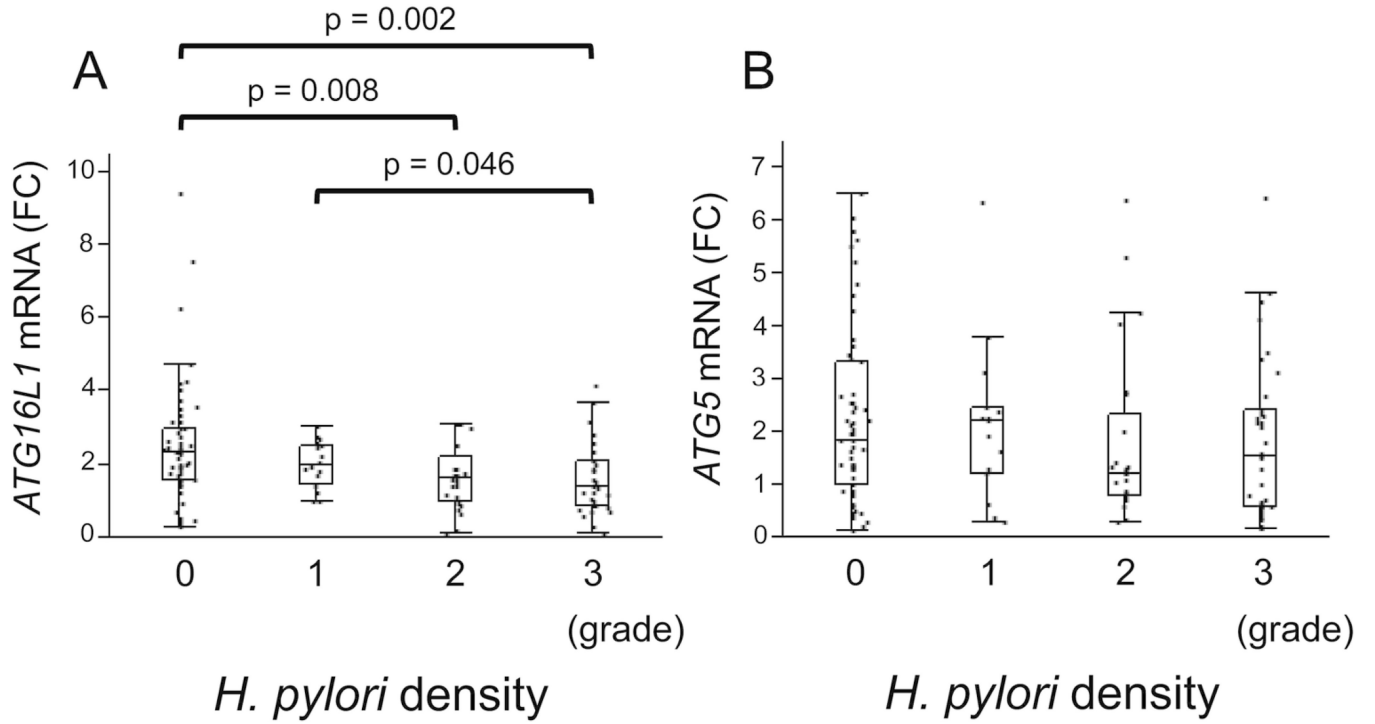 A
p = 0.002
p = 0.008
p = 0.046
ATG16L1 mRNA (FC)
10
8
6
4
2
0
0 1 2 3
(grade)
H. pylori density
B
ATG5 mRNA (FC)
7
6
5
4
3
2
1
0
0 1 2 3
(grade)
H. pylori density